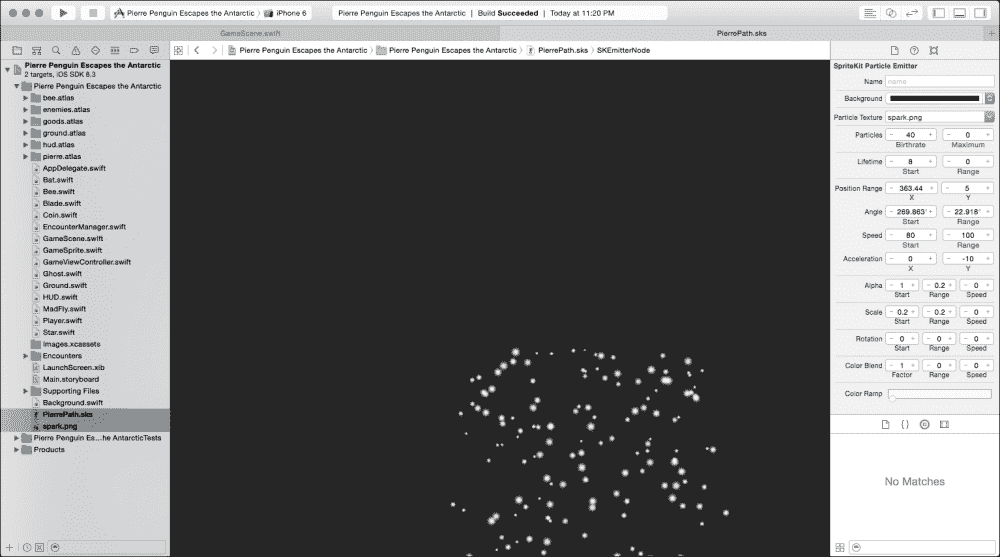 Pierre Penguin Escapes the Antarctic 〉 iPhone 6
Pierre Penguin Escapes the Antarctic | Build Succeeded | Today at 11:20 PM
GameScene.swift
PierrePath.sks
Pierre Penguin Escapes the Antarctic 〉 Pierre Penguin Escapes the Antarctic 〉 PierrePath.sks 〉 SKEmitterNode
Pierre Penguin Escapes the Antarctic
2 targets, iOS SDK 8.3
Pierre Penguin Escapes the Antarctic
bee.atlas
enemies.atlas
goods.atlas
ground.atlas
hud.atlas
pierre.atlas
AppDelegate.swift
Bat.swift
Bee.swift
Blade.swift
Coin.swift
EncounterManager.swift
GameScene.swift
GameSprite.swift
GameViewController.swift
Ghost.swift
Ground.swift
HUD.swift
MadFly.swift
Player.swift
Star.swift
Images.xcassets
Encounters
LaunchScreen.xib
Main.storyboard
Supporting Files
Background.swift
PierrePath.sks
spark.png
Pierre Penguin Es...he AntarcticTests
Products
SpriteKit Particle Emitter
Name name
Background
Particle Texture spark.png
Particles - 40 + - 0 +
Birthrate Maximum
Lifetime - 8 + - 0 +
Start Range
Position Range - 363.44 + - 5 +
X Y
Angle - 269.863° + - 22.918° +
Start Range
Speed - 80 + - 100 +
Start Range
Acceleration - 0 + - -10 +
X Y
Alpha - 1 + - 0.2 + - 0 +
Start Range Speed
Scale - 0.2 + - 0.2 + - 0 +
Start Range Speed
Rotation - 0 + - 0 + - 0 +
Start Range Speed
Color Blend - 1 + - 0 + - 0 +
Factor Range Speed
Color Ramp
No Matches